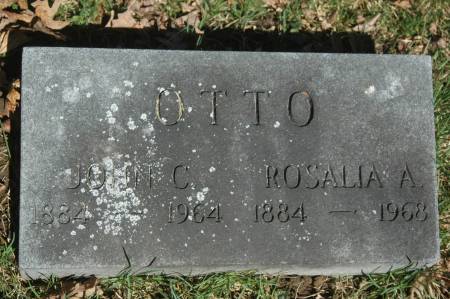 OTTO
JOHN C. ROSALIA A.
1884 — 1964 1884 — 1968